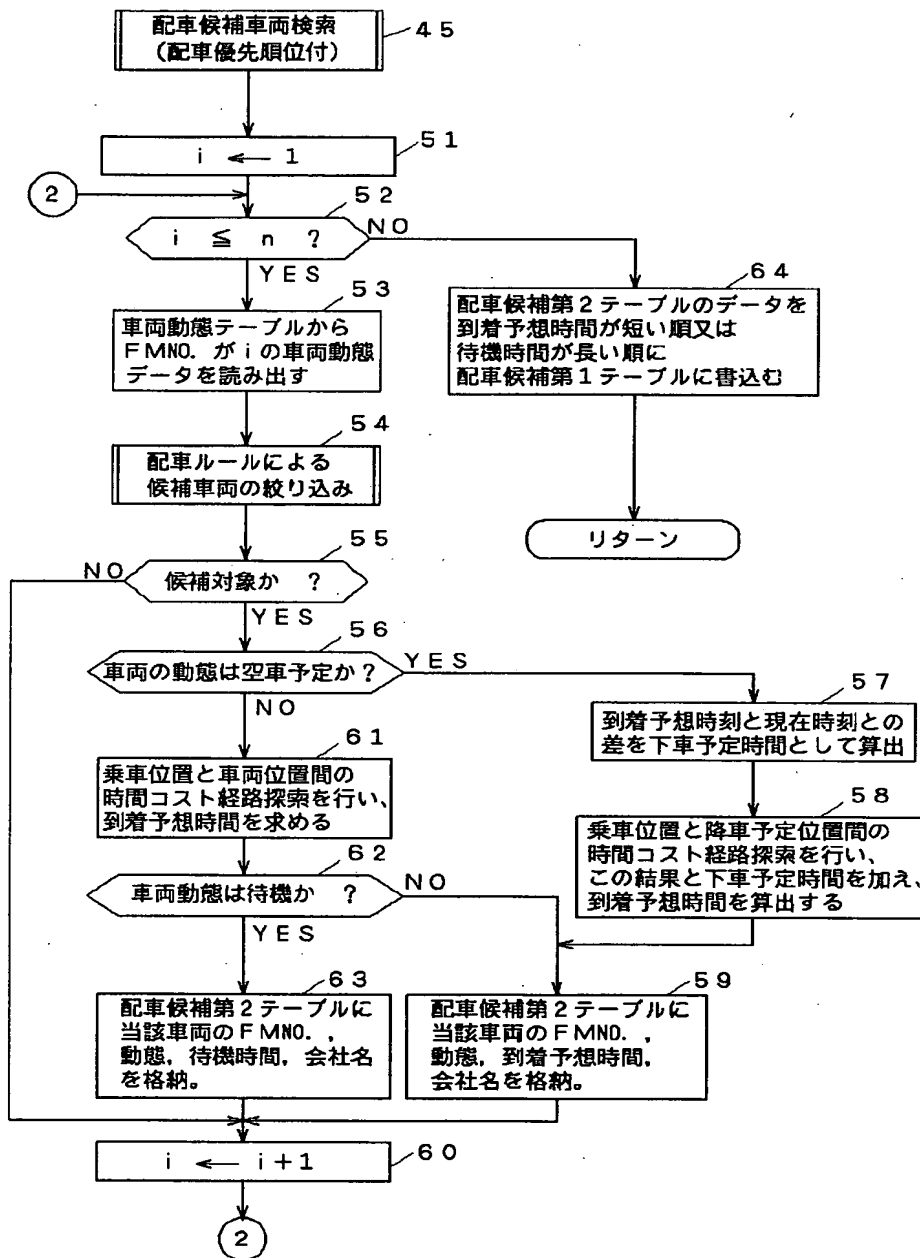 配車候補車両検索
(配車優先順位付)
45
i ← 1
51
2
52
i ≦ n ?
NO
YES
53
車両動態テーブルから
FMNO. が i の車両動態
データを読み出す
64
配車候補第2テーブルのデータを
到着予想時間が短い順又は
待機時間が長い順に
配車候補第1テーブルに書込む
54
配車ルールによる
候補車両の絞り込み
リターン
55
NO
候補対象か ?
YES
56
車両の動態は空車予定か?
YES
NO
57
到着予想時刻と現在時刻との
差を下車予定時間として算出
61
乗車位置と車両位置間の
時間コスト経路探索を行い、
到着予想時間を求める
58
乗車位置と降車予定位置間の
時間コスト経路探索を行い、
この結果と下車予定時間を加え、
到着予想時間を算出する
62
車両動態は待機か ?
NO
YES
63
配車候補第2テーブルに
当該車両のFMNO. ,
動態, 待機時間, 会社名
を格納。
59
配車候補第2テーブルに
当該車両のFMNO. ,
動態, 到着予想時間,
会社名を格納。
i ← i+1
60
2